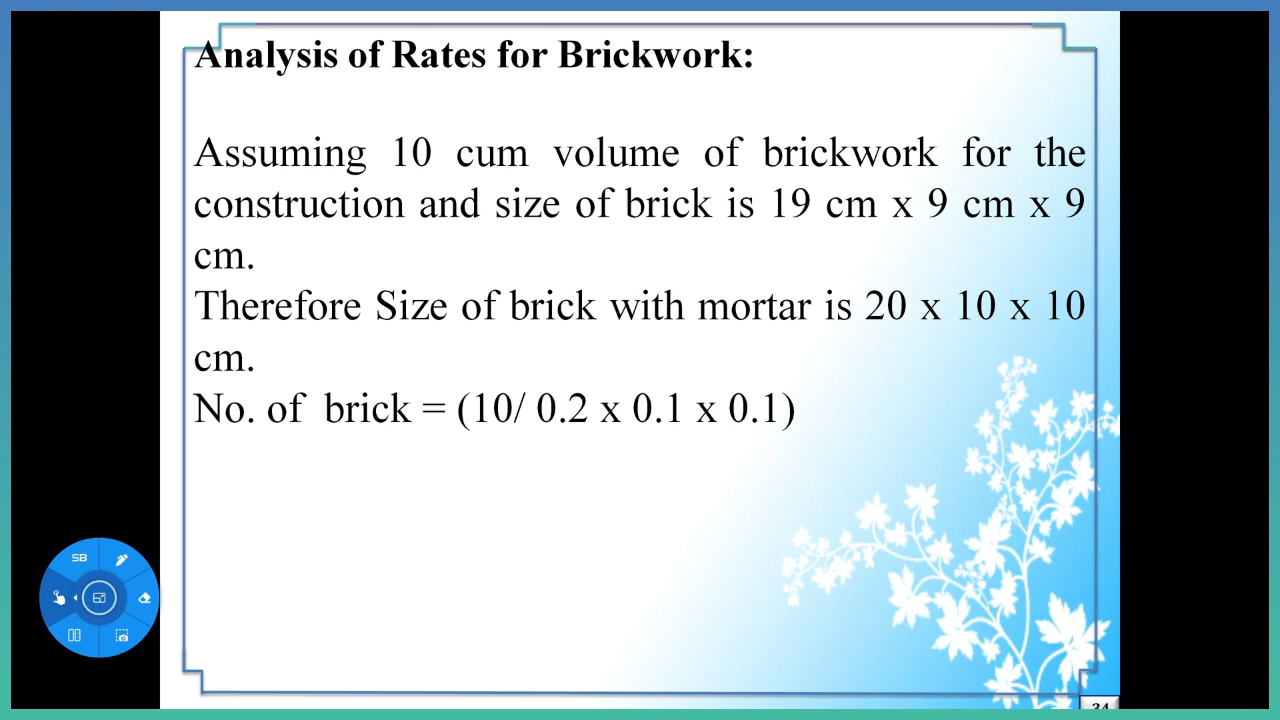 Analysis of Rates for Brickwork:
Assuming 10 cum volume of brickwork for the
construction and size of brick is 19 cm x 9 cm x 9
cm.
Therefore Size of brick with mortar is 20 x 10 x 10
cm.
No. of brick = (10/ 0.2 x 0.1 x 0.1)
SB
34